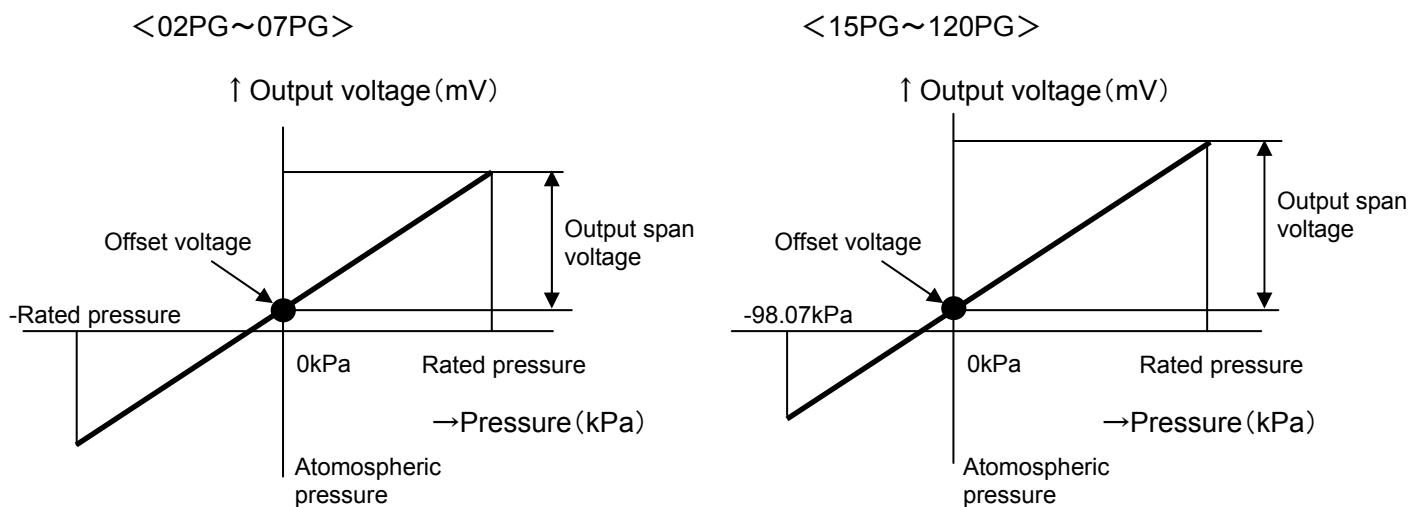 ＜02PG～07PG＞
↑ Output voltage（mV）
Offset voltage
Output span
voltage
-Rated pressure
0kPa
Rated pressure
→Pressure（kPa）
Atomospheric
pressure
＜15PG～120PG＞
↑ Output voltage（mV）
Offset voltage
Output span
voltage
-98.07kPa
0kPa
Rated pressure
→Pressure（kPa）
Atomospheric
pressure